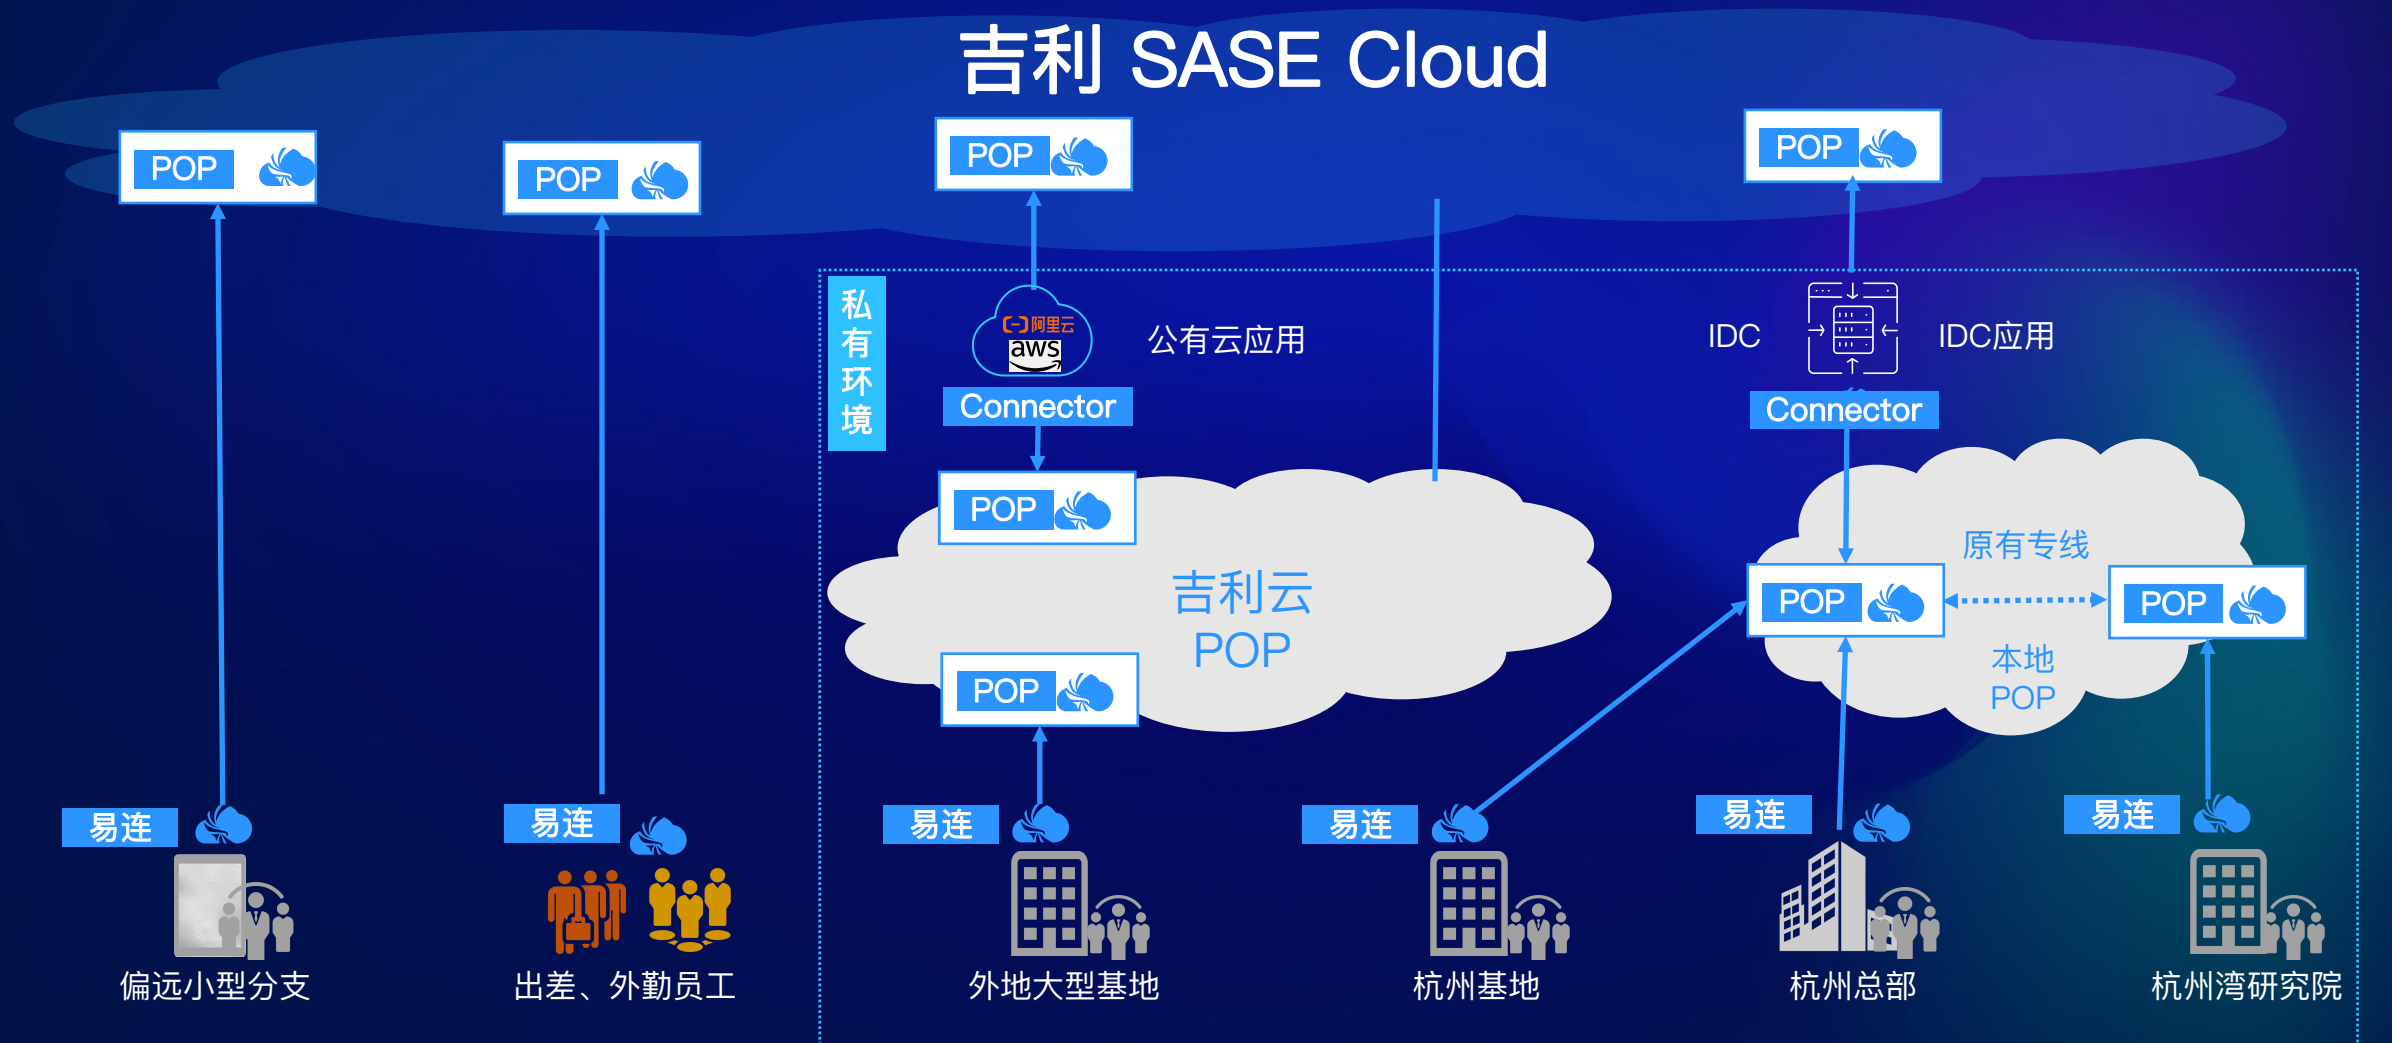 吉利 SASE Cloud
POP
POP
POP
POP
私有环境
阿里云
aws
公有云应用
IDC
IDC应用
Connector
Connector
POP
原有专线
吉利云
POP
POP
POP
本地
POP
POP
易连
易连
易连
易连
易连
易连
偏远小型分支
出差、外勤员工
外地大型基地
杭州基地
杭州总部
杭州湾研究院